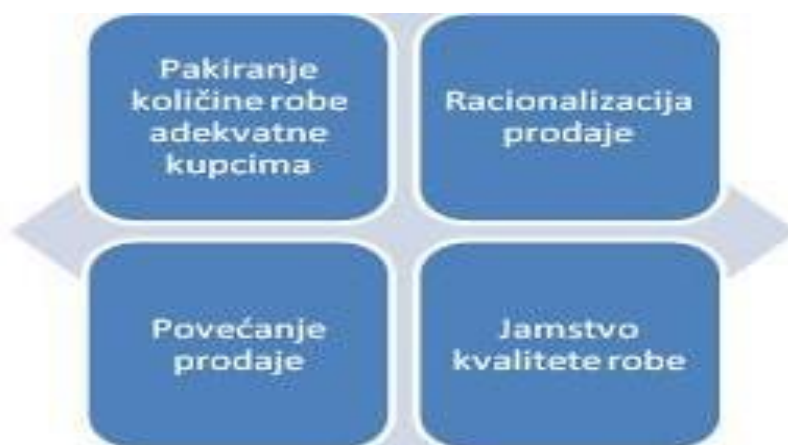 Pakiranje
količine robe
adekvatne
kupcima
Racionalizacija
prodaje
Povećanje
prodaje
Jamstvo
kvalitete robe